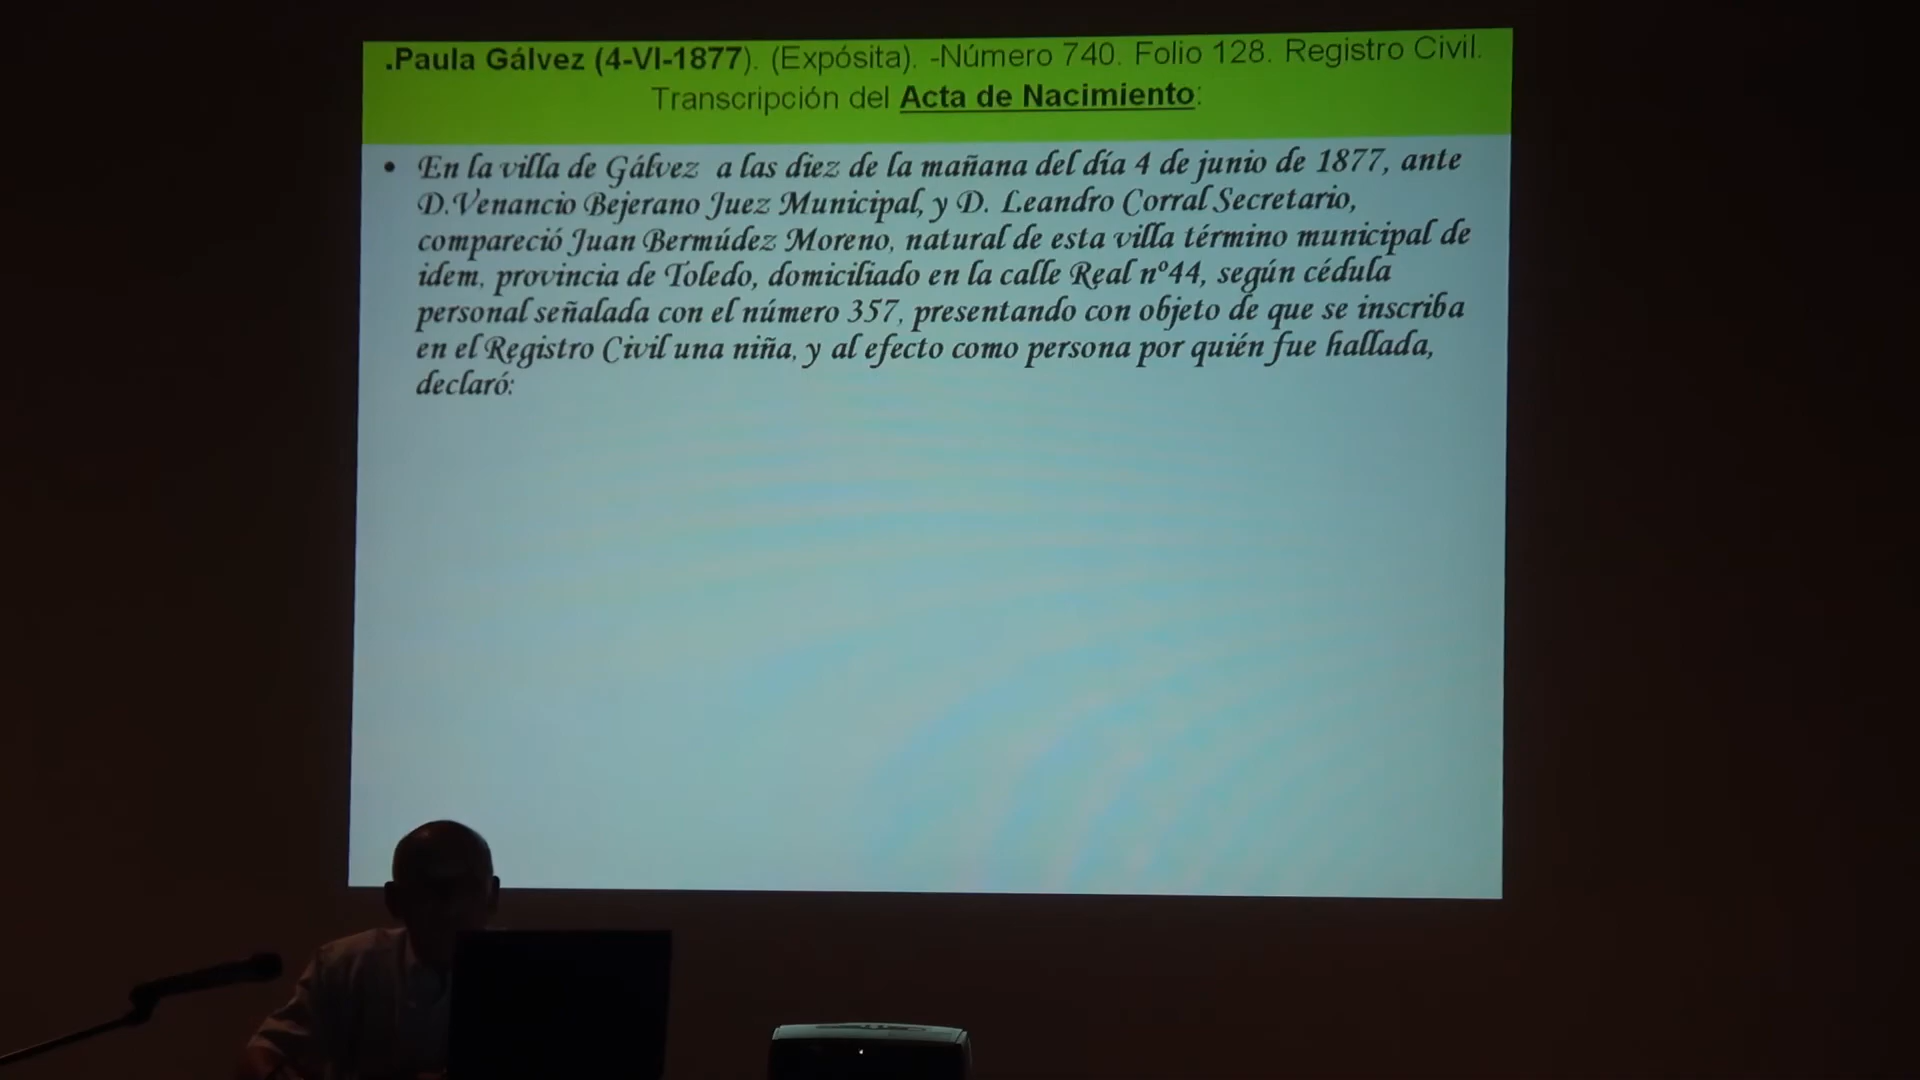 .Paula Gálvez (4-VI-1877). (Expósita). -Número 740. Folio 128. Registro Civil.
Transcripción del Acta de Nacimiento:
• En la villa de Gálvez a las diez de la mañana del día 4 de junio de 1877, ante
D.Venancio Bejerano Juez Municipal, y D. Leandro Corral Secretario,
compareció Juan Bermúdez Moreno, natural de esta villa término municipal de
idem, provincia de Toledo, domiciliado en la calle Real nº44, según cédula
personal señalada con el número 357, presentando con objeto de que se inscriba
en el Registro Civil una niña, y al efecto como persona por quién fue hallada,
declaró: